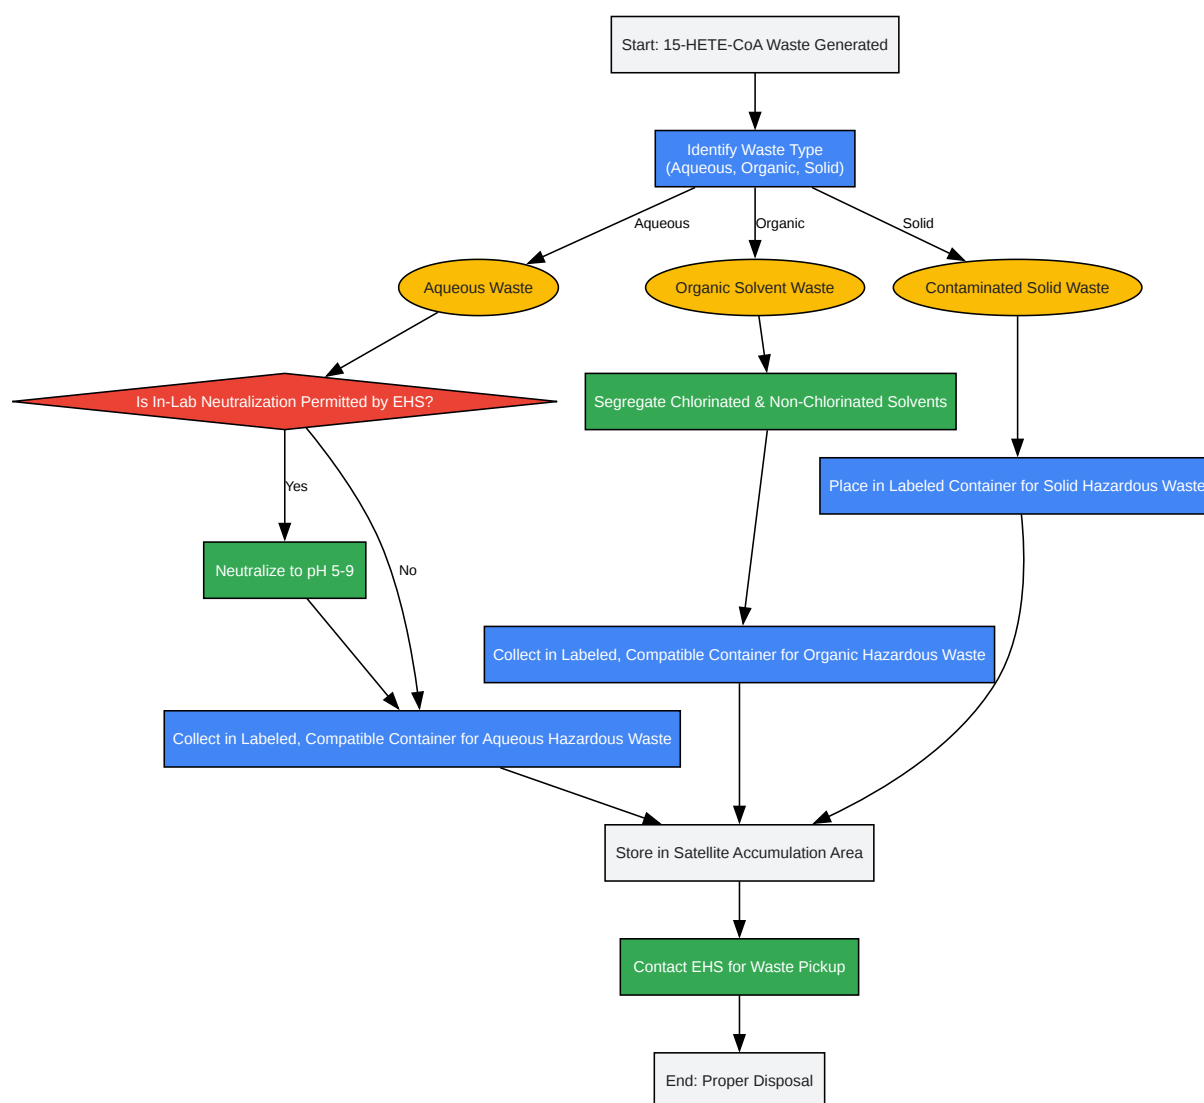 Start: 15-HETE-CoA Waste Generated
Identify Waste Type
(Aqueous, Organic, Solid)
Aqueous
Organic
Solid
Aqueous Waste
Organic Solvent Waste
Contaminated Solid Waste
Is In-Lab Neutralization Permitted by EHS?
Segregate Chlorinated & Non-Chlorinated Solvents
Yes
Place in Labeled Container for Solid Hazardous Waste
Neutralize to pH 5-9
No
Collect in Labeled, Compatible Container for Organic Hazardous Waste
Collect in Labeled, Compatible Container for Aqueous Hazardous Waste
Store in Satellite Accumulation Area
Contact EHS for Waste Pickup
End: Proper Disposal